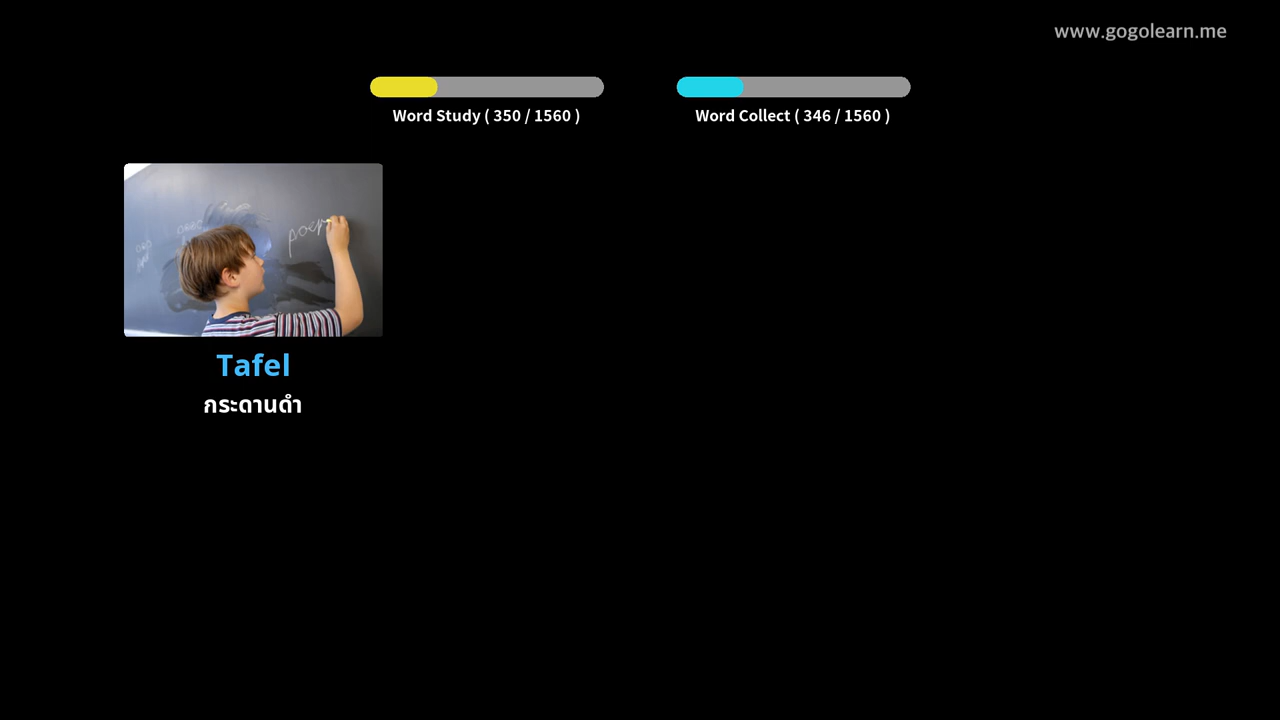 www.gogolearn.me
Word Study ( 350 / 1560 )
Word Collect ( 346 / 1560 )
poem
Tafel
กระดานดำ